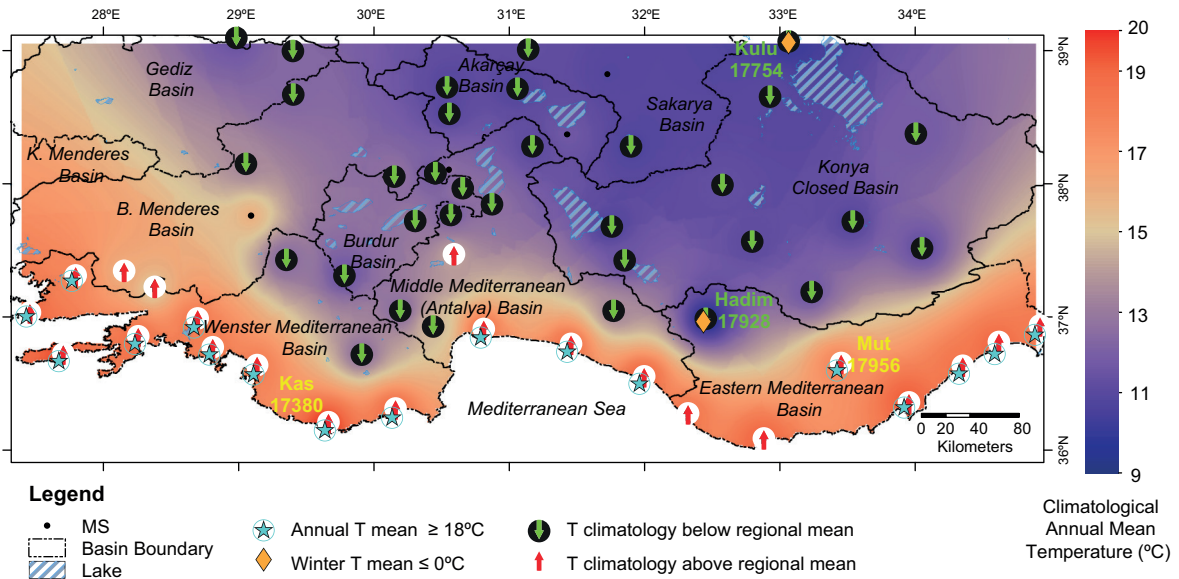 28ºE 29ºE 30ºE 31ºE 32ºE 33ºE 34ºE
Gediz
Basin
Akarçay
Basin
Kulu
17754
Sakarya
Basin
K. Menderes
Basin
Konya
Closed Basin
B. Menderes
Basin
Burdur
Basin
Middle Mediterranean
(Antalya) Basin
Hadim
17928
Wenster Mediterranean
Basin
Mut
17956
Kas
17380
Eastern Mediterranean
Basin
Mediterranean Sea
0 20 40 80
Kilometers
39ºN
38ºN
37ºN
36ºN
20
19
17
15
13
11
9
Climatological
Annual Mean
Temperature (ºC)
Legend
MS
Basin Boundary
Lake
Annual T mean ≥ 18ºC
Winter T mean ≤ 0ºC
T climatology below regional mean
T climatology above regional mean